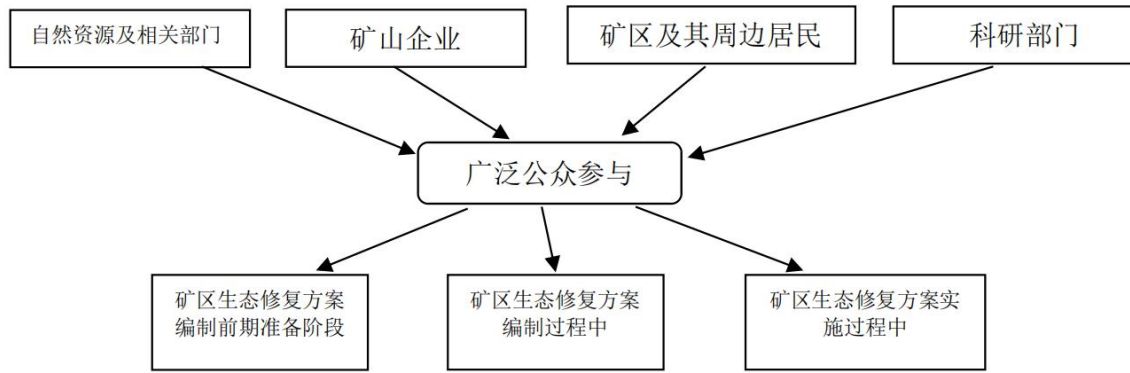 自然资源及相关部门
矿山企业
矿区及其周边居民
科研部门
广泛公众参与
矿区生态修复方案
编制前期准备阶段
矿区生态修复方案
编制过程中
矿区生态修复方案实
施过程中